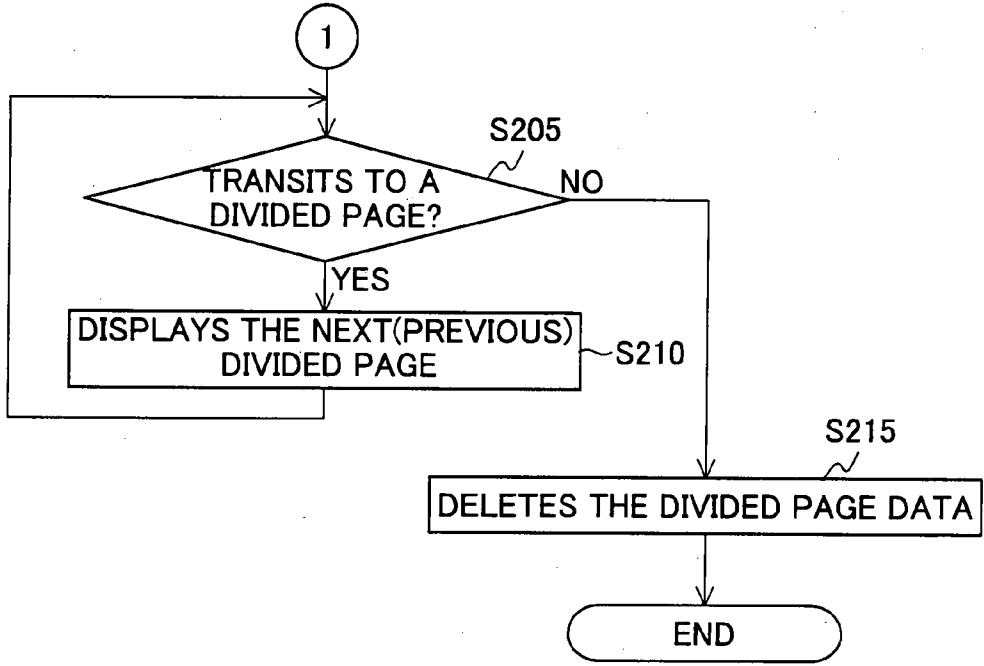 1
S205
TRANSITS TO A
DIVIDED PAGE?
NO
YES
DISPLAYS THE NEXT(PREVIOUS)
DIVIDED PAGE
S210
S215
DELETES THE DIVIDED PAGE DATA
END